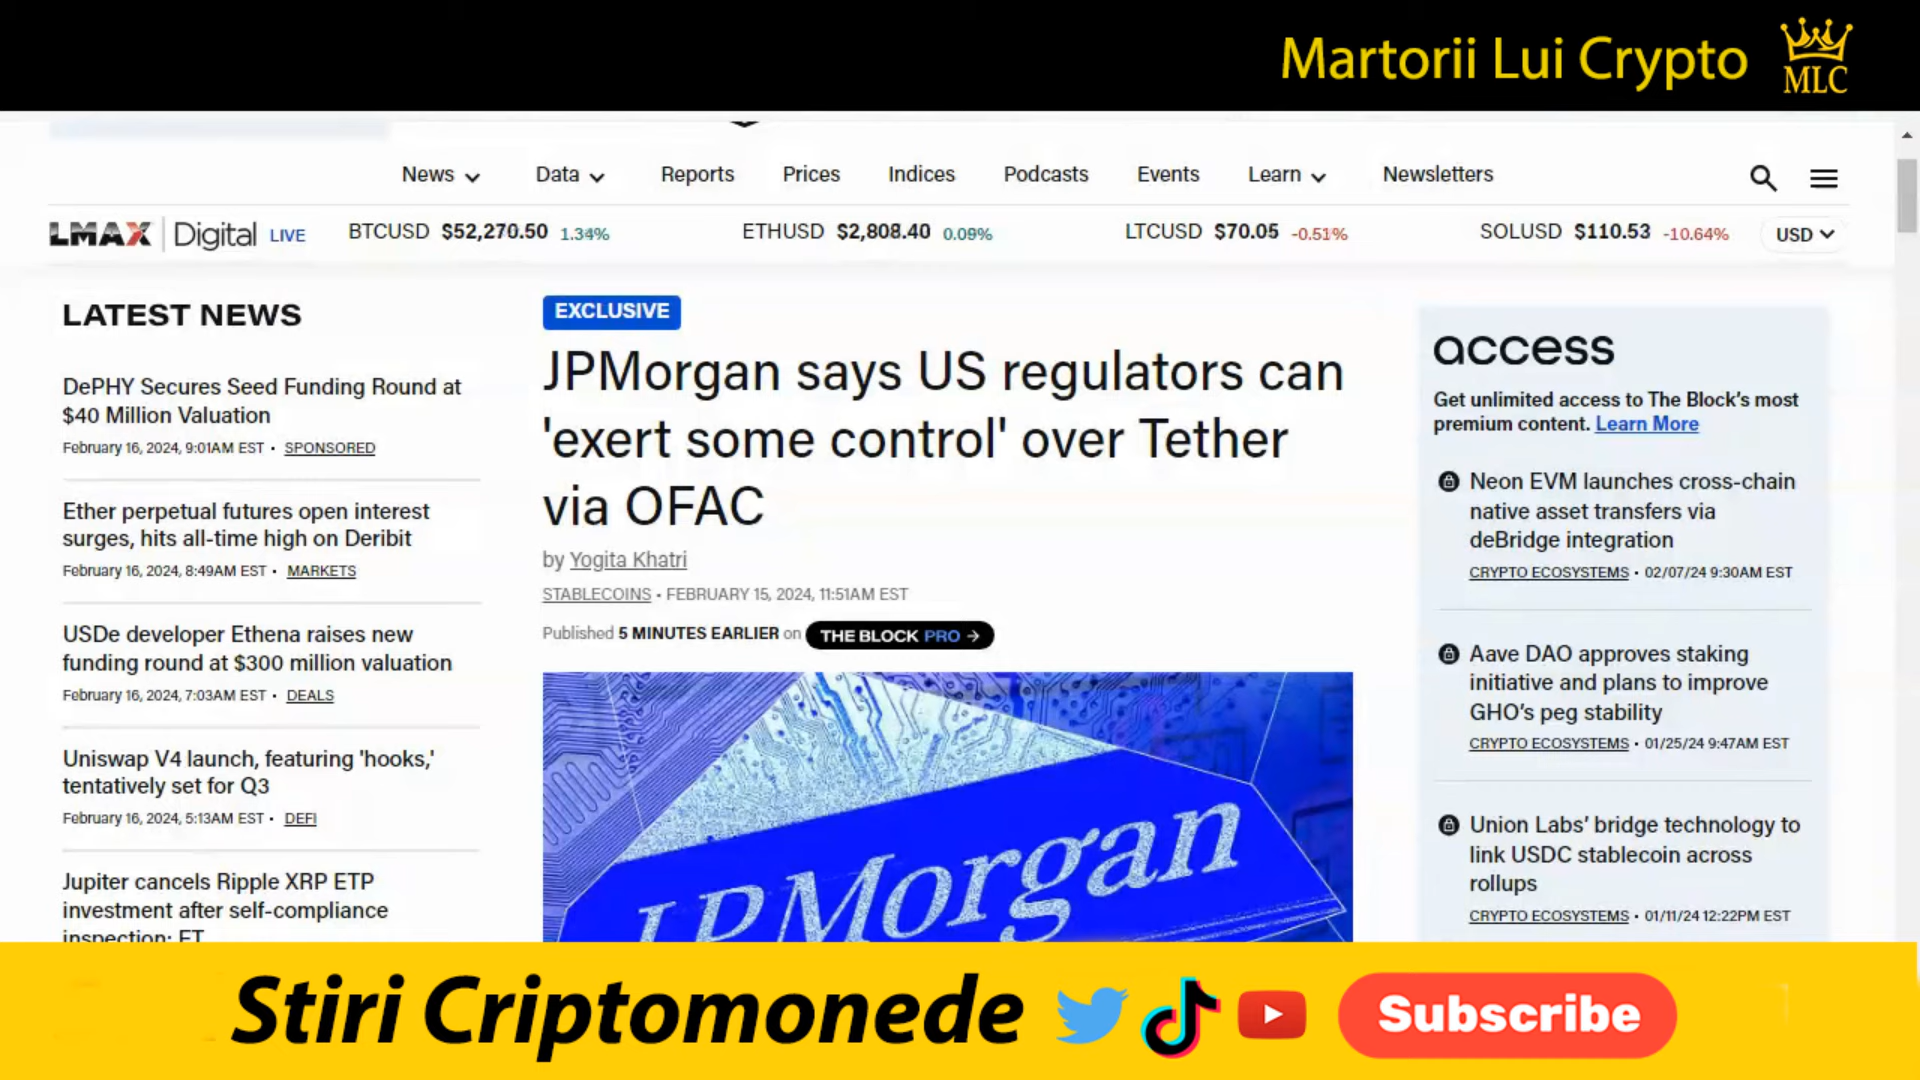 Martorii Lui Crypto
MLC
News
Data
Reports
Prices
Indices
Podcasts
Events
Learn
Newsletters
LMAX Digital LIVE
BTCUSD $52,270.50 1.34%
ETHUSD $2,808.40 0.09%
LTCUSD $70.05 -0.51%
SOLUSD $110.53 -10.64%
USD
LATEST NEWS
DePHY Secures Seed Funding Round at
$40 Million Valuation
February 16, 2024, 9:01AM EST • SPONSORED
Ether perpetual futures open interest
surges, hits all-time high on Deribit
February 16, 2024, 8:49AM EST • MARKETS
USDe developer Ethena raises new
funding round at $300 million valuation
February 16, 2024, 7:03AM EST • DEALS
Uniswap V4 launch, featuring 'hooks,'
tentatively set for Q3
February 16, 2024, 5:13AM EST • DEFI
Jupiter cancels Ripple XRP ETP
investment after self-compliance
inspection: ET
EXCLUSIVE
JPMorgan says US regulators can
'exert some control' over Tether
via OFAC
by Yogita Khatri
STABLECOINS • FEBRUARY 15, 2024, 11:51AM EST
Published 5 MINUTES EARLIER on THE BLOCK PRO →
JPMorgan
access
Get unlimited access to The Block's most
premium content. Learn More
Neon EVM launches cross-chain
native asset transfers via
deBridge integration
CRYPTO ECOSYSTEMS • 02/07/24 9:30AM EST
Aave DAO approves staking
initiative and plans to improve
GHO's peg stability
CRYPTO ECOSYSTEMS • 01/25/24 9:47AM EST
Union Labs' bridge technology to
link USDC stablecoin across
rollups
CRYPTO ECOSYSTEMS • 01/11/24 12:22PM EST
Stiri Criptomonede
Subscribe